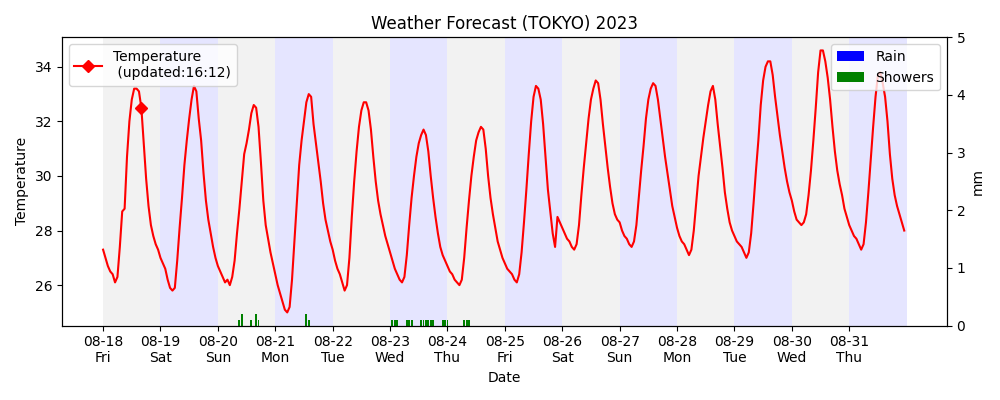 Weather Forecast (TOKYO) 2023
Temperature
(updated:16:12)
Rain
Showers
Temperature
34
32
30
28
26
5
4
3
2
1
0
mm
08-18 08-19 08-20 08-21 08-22 08-23 08-24 08-25 08-26 08-27 08-28 08-29 08-30 08-31
Fri Sat Sun Mon Tue Wed Thu Fri Sat Sun Mon Tue Wed Thu
Date